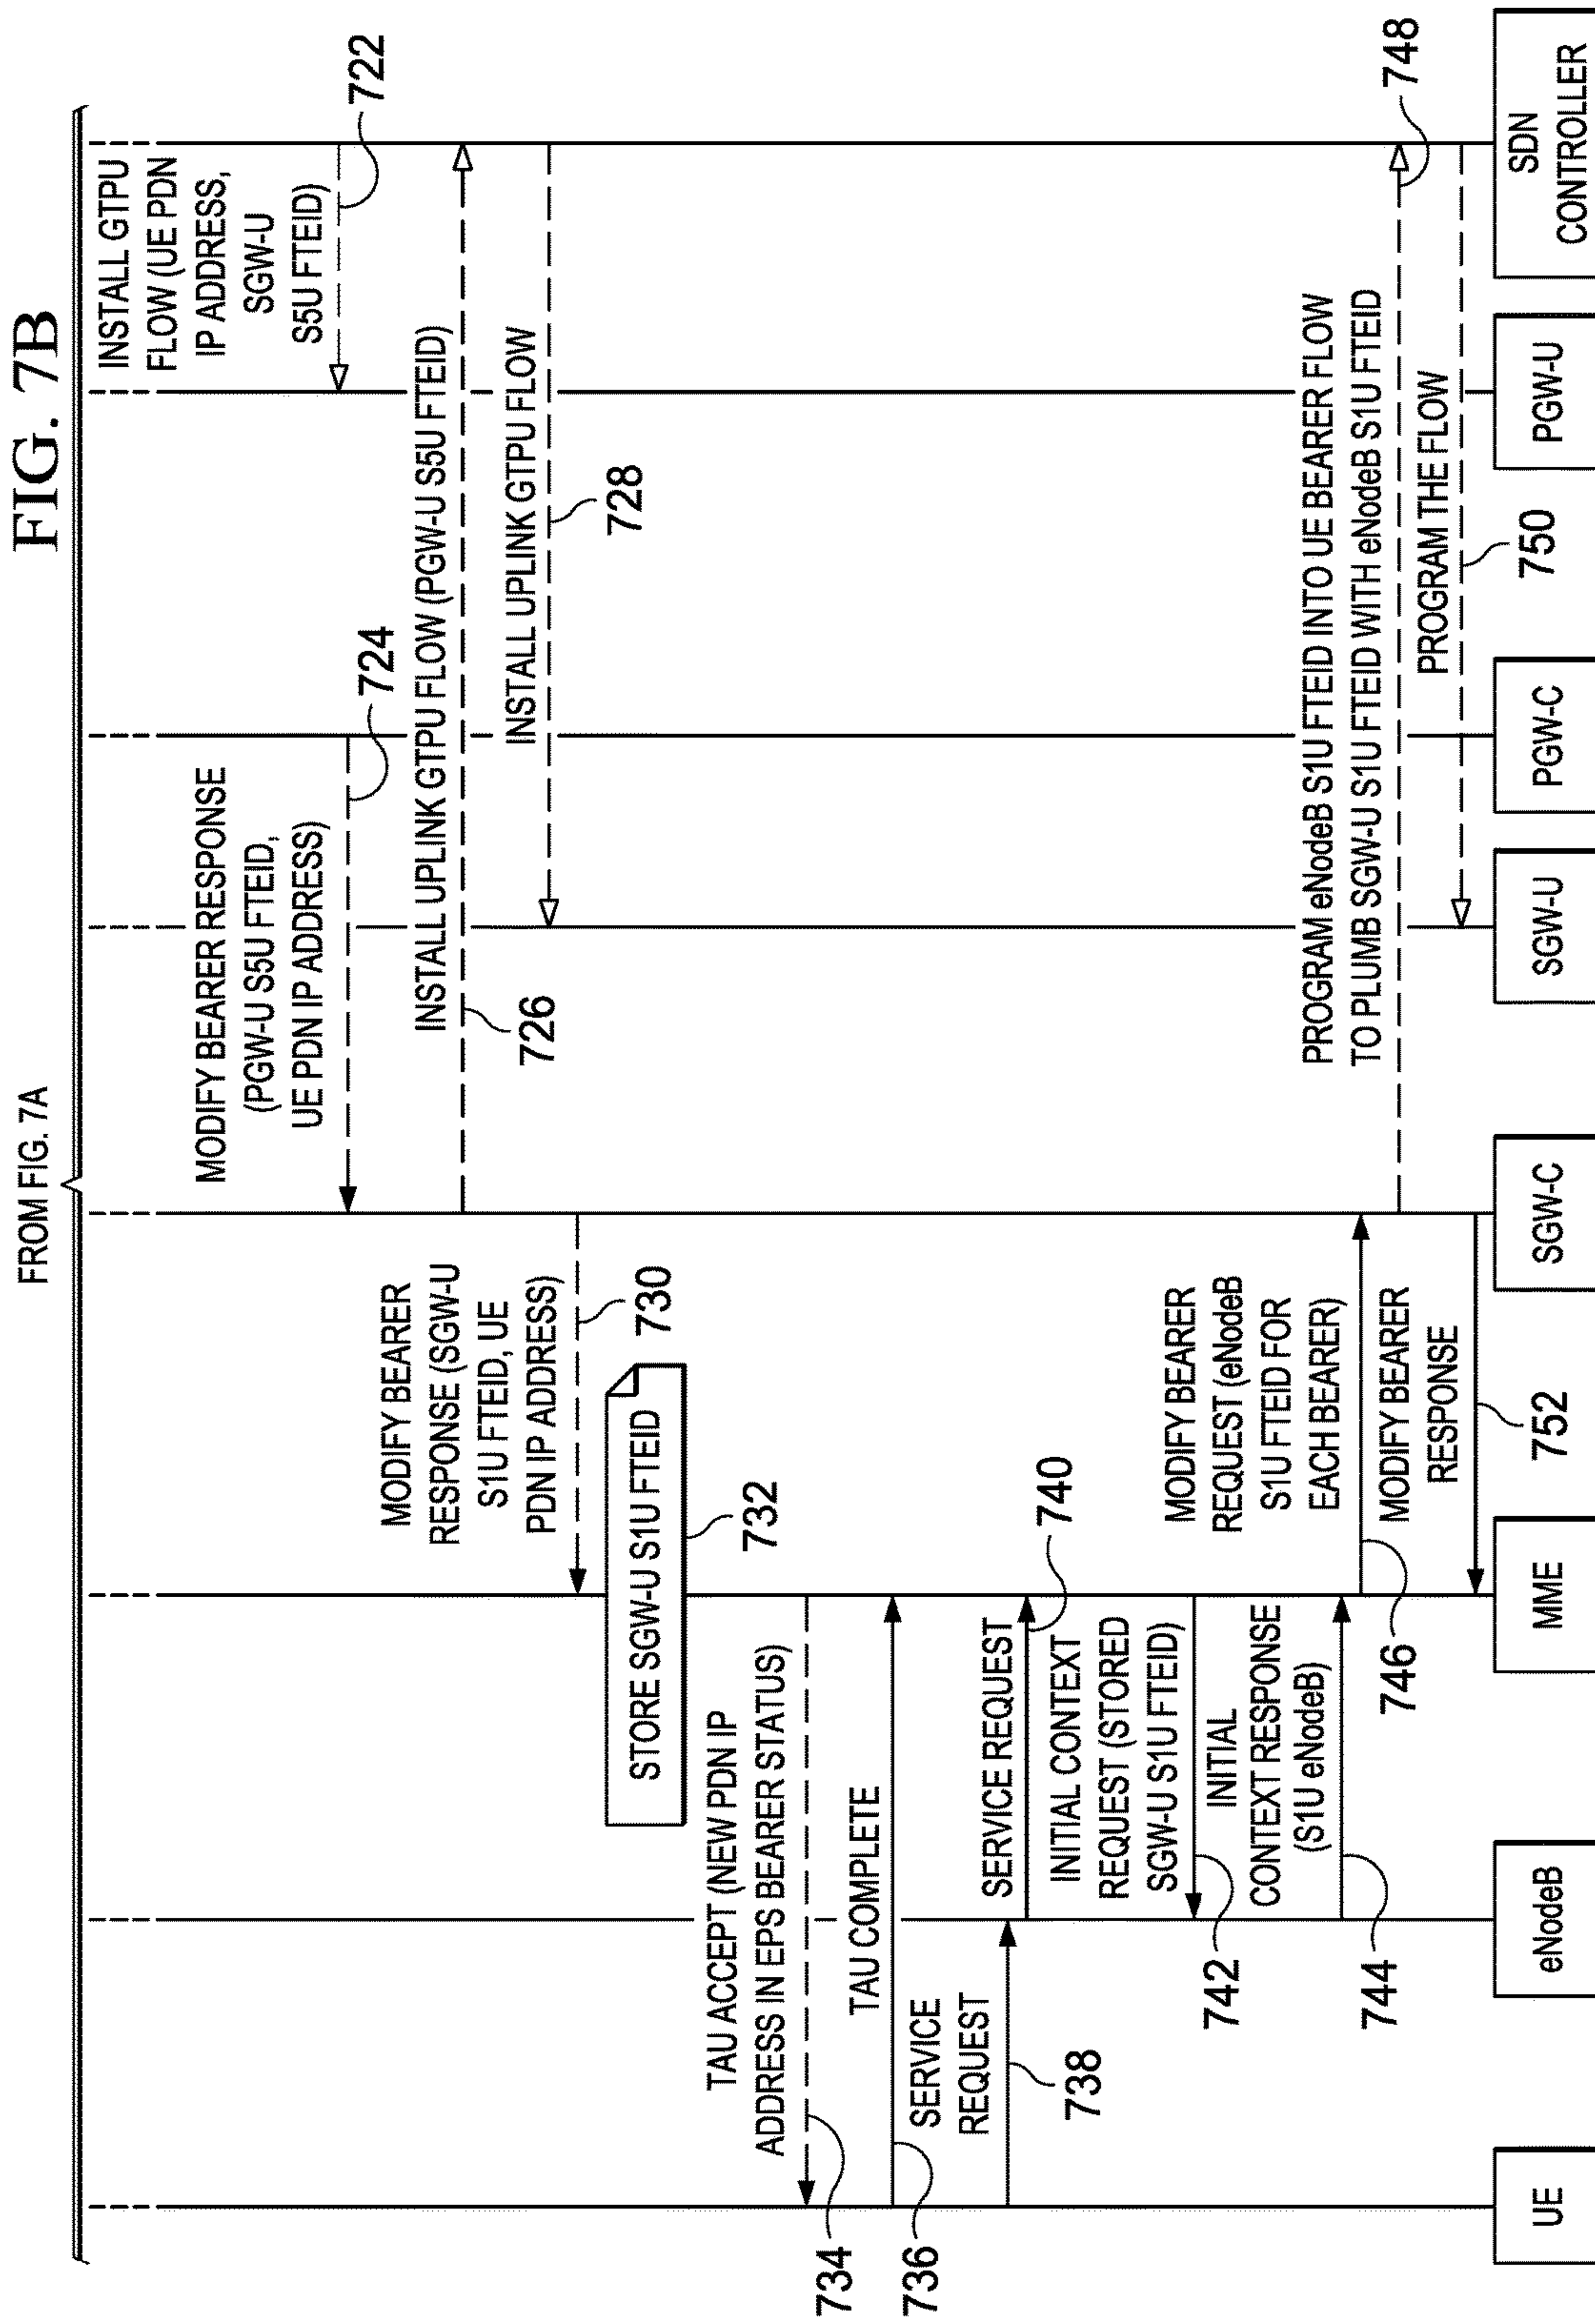 FROM FIG. 7A
FIG. 7B
INSTALL GTPU
FLOW (UE PDN
IP ADDRESS,
SGW-U
S5U FTEID)
722
MODIFY BEARER RESPONSE
(PGW-U S5U FTEID,
UE PDN IP ADDRESS)
724
INSTALL UPLINK GTPU FLOW (PGW-U S5U FTEID)
726
INSTALL UPLINK GTPU FLOW
728
MODIFY BEARER
RESPONSE (SGW-U
S1U FTEID, UE
PDN IP ADDRESS)
730
STORE SGW-U S1U FTEID
732
TAU ACCEPT (NEW PDN IP
ADDRESS IN EPS BEARER STATUS)
734
TAU COMPLETE
736
SERVICE
REQUEST
738
SERVICE REQUEST
740
INITIAL CONTEXT
REQUEST (STORED
SGW-U S1U FTEID)
742
INITIAL
CONTEXT RESPONSE
(S1U eNodeB)
744
MODIFY BEARER
REQUEST (eNodeB
S1U FTEID FOR
EACH BEARER)
746
PROGRAM eNodeB S1U FTEID INTO UE BEARER FLOW
TO PLUMB SGW-U S1U FTEID WITH eNodeB S1U FTEID
748
PROGRAM THE FLOW
750
MODIFY BEARER
RESPONSE
752
UE
eNodeB
MME
SGW-C
SGW-U
PGW-C
PGW-U
SDN
CONTROLLER